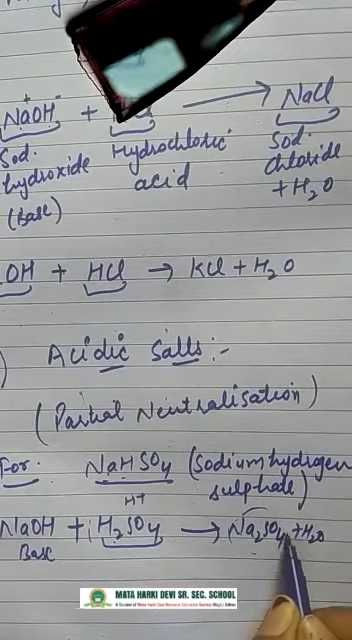 NaOH + → NaCl
Sod. hydroxide (Base)
Hydrochloric acid
Sod. chloride + H₂O
OH + HCl → KCl + H₂O
) Acidic Salts :-
(Partial Neutralisation)
For. NaHSO₄ (Sodium hydrogen sulphate)
H+
NaOH + H₂SO₄ → Na₂SO₄ + H₂O
Base
MATA HARKI DEVI SR. SEC. SCHOOL